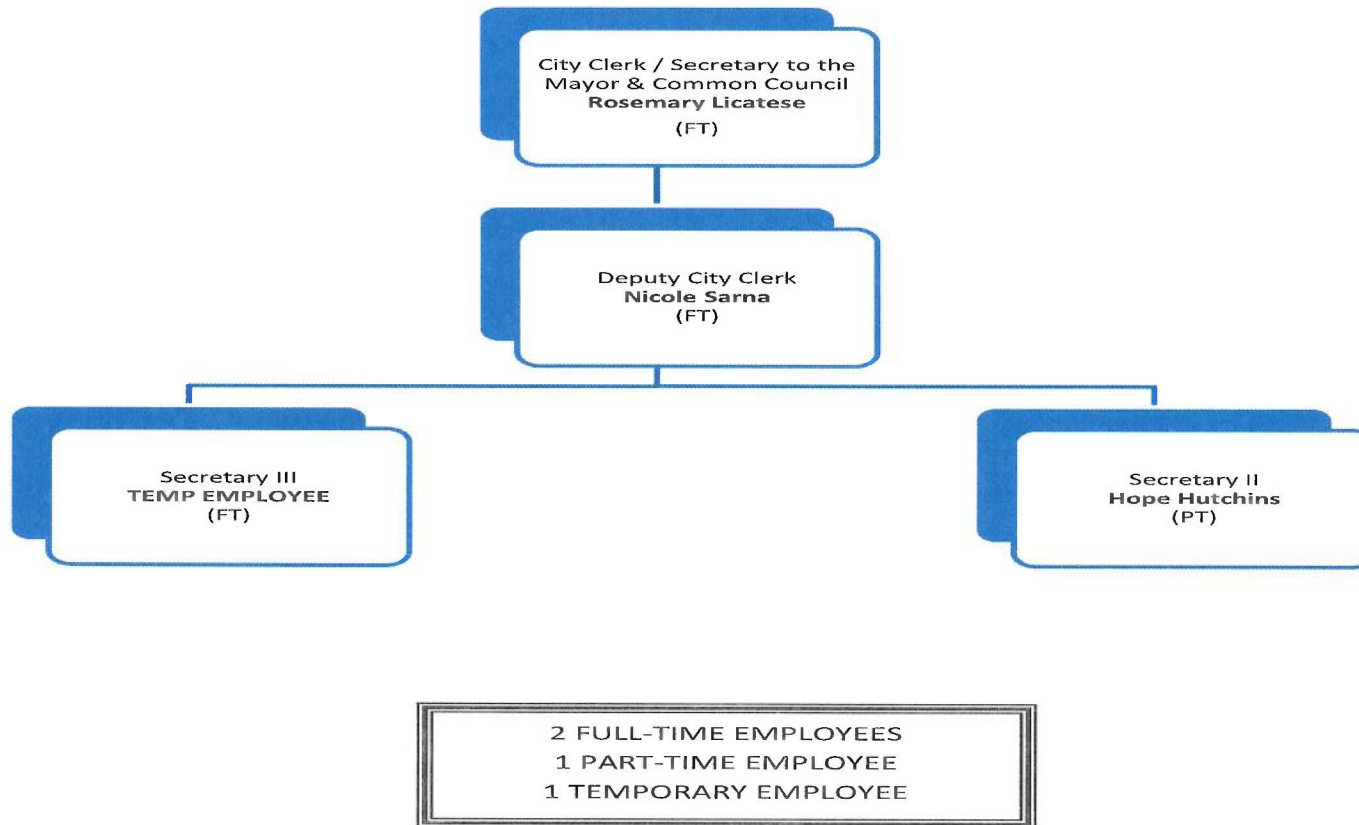 City Clerk / Secretary to the
Mayor & Common Council
Rosemary Licatese
(FT)
Deputy City Clerk
Nicole Sarna
(FT)
Secretary III
TEMP EMPLOYEE
(FT)
Secretary II
Hope Hutchins
(PT)
2 FULL-TIME EMPLOYEES
1 PART-TIME EMPLOYEE
1 TEMPORARY EMPLOYEE